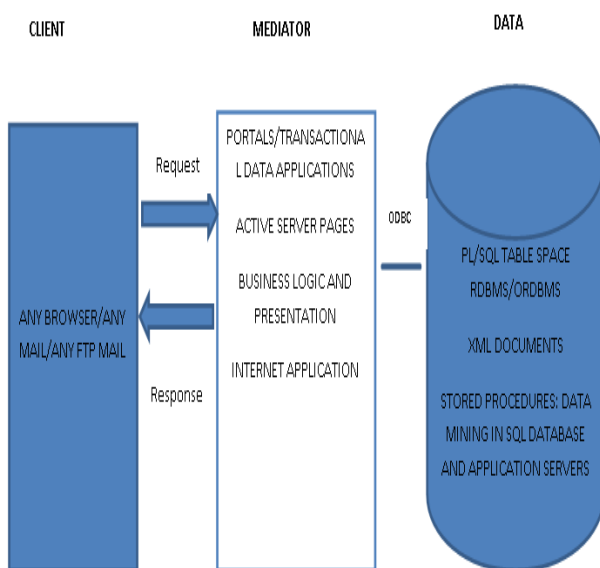 CLIENT
MEDIATOR
DATA
ANY BROWSER/ANY
MAIL/ANY FTP MAIL
Request
Response
PORTALS/TRANSACTIONA
L DATA APPLICATIONS
ACTIVE SERVER PAGES
BUSINESS LOGIC AND
PRESENTATION
INTERNET APPLICATION
ODBC
PL/SQL TABLE SPACE
RDBMS/ORDBMS
XML DOCUMENTS
STORED PROCEDURES: DATA
MINING IN SQL DATABASE
AND APPLICATION SERVERS